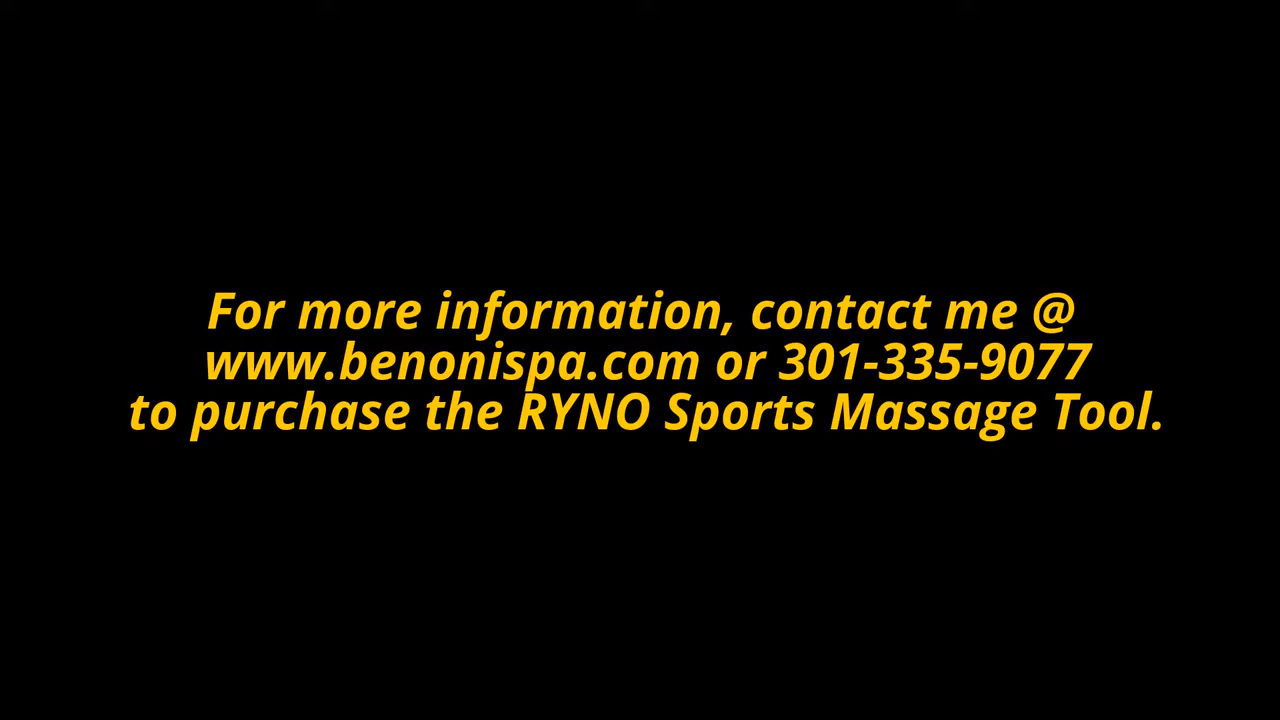 For more information, contact me @
www.benonispa.com or 301-335-9077
to purchase the RYNO Sports Massage Tool.